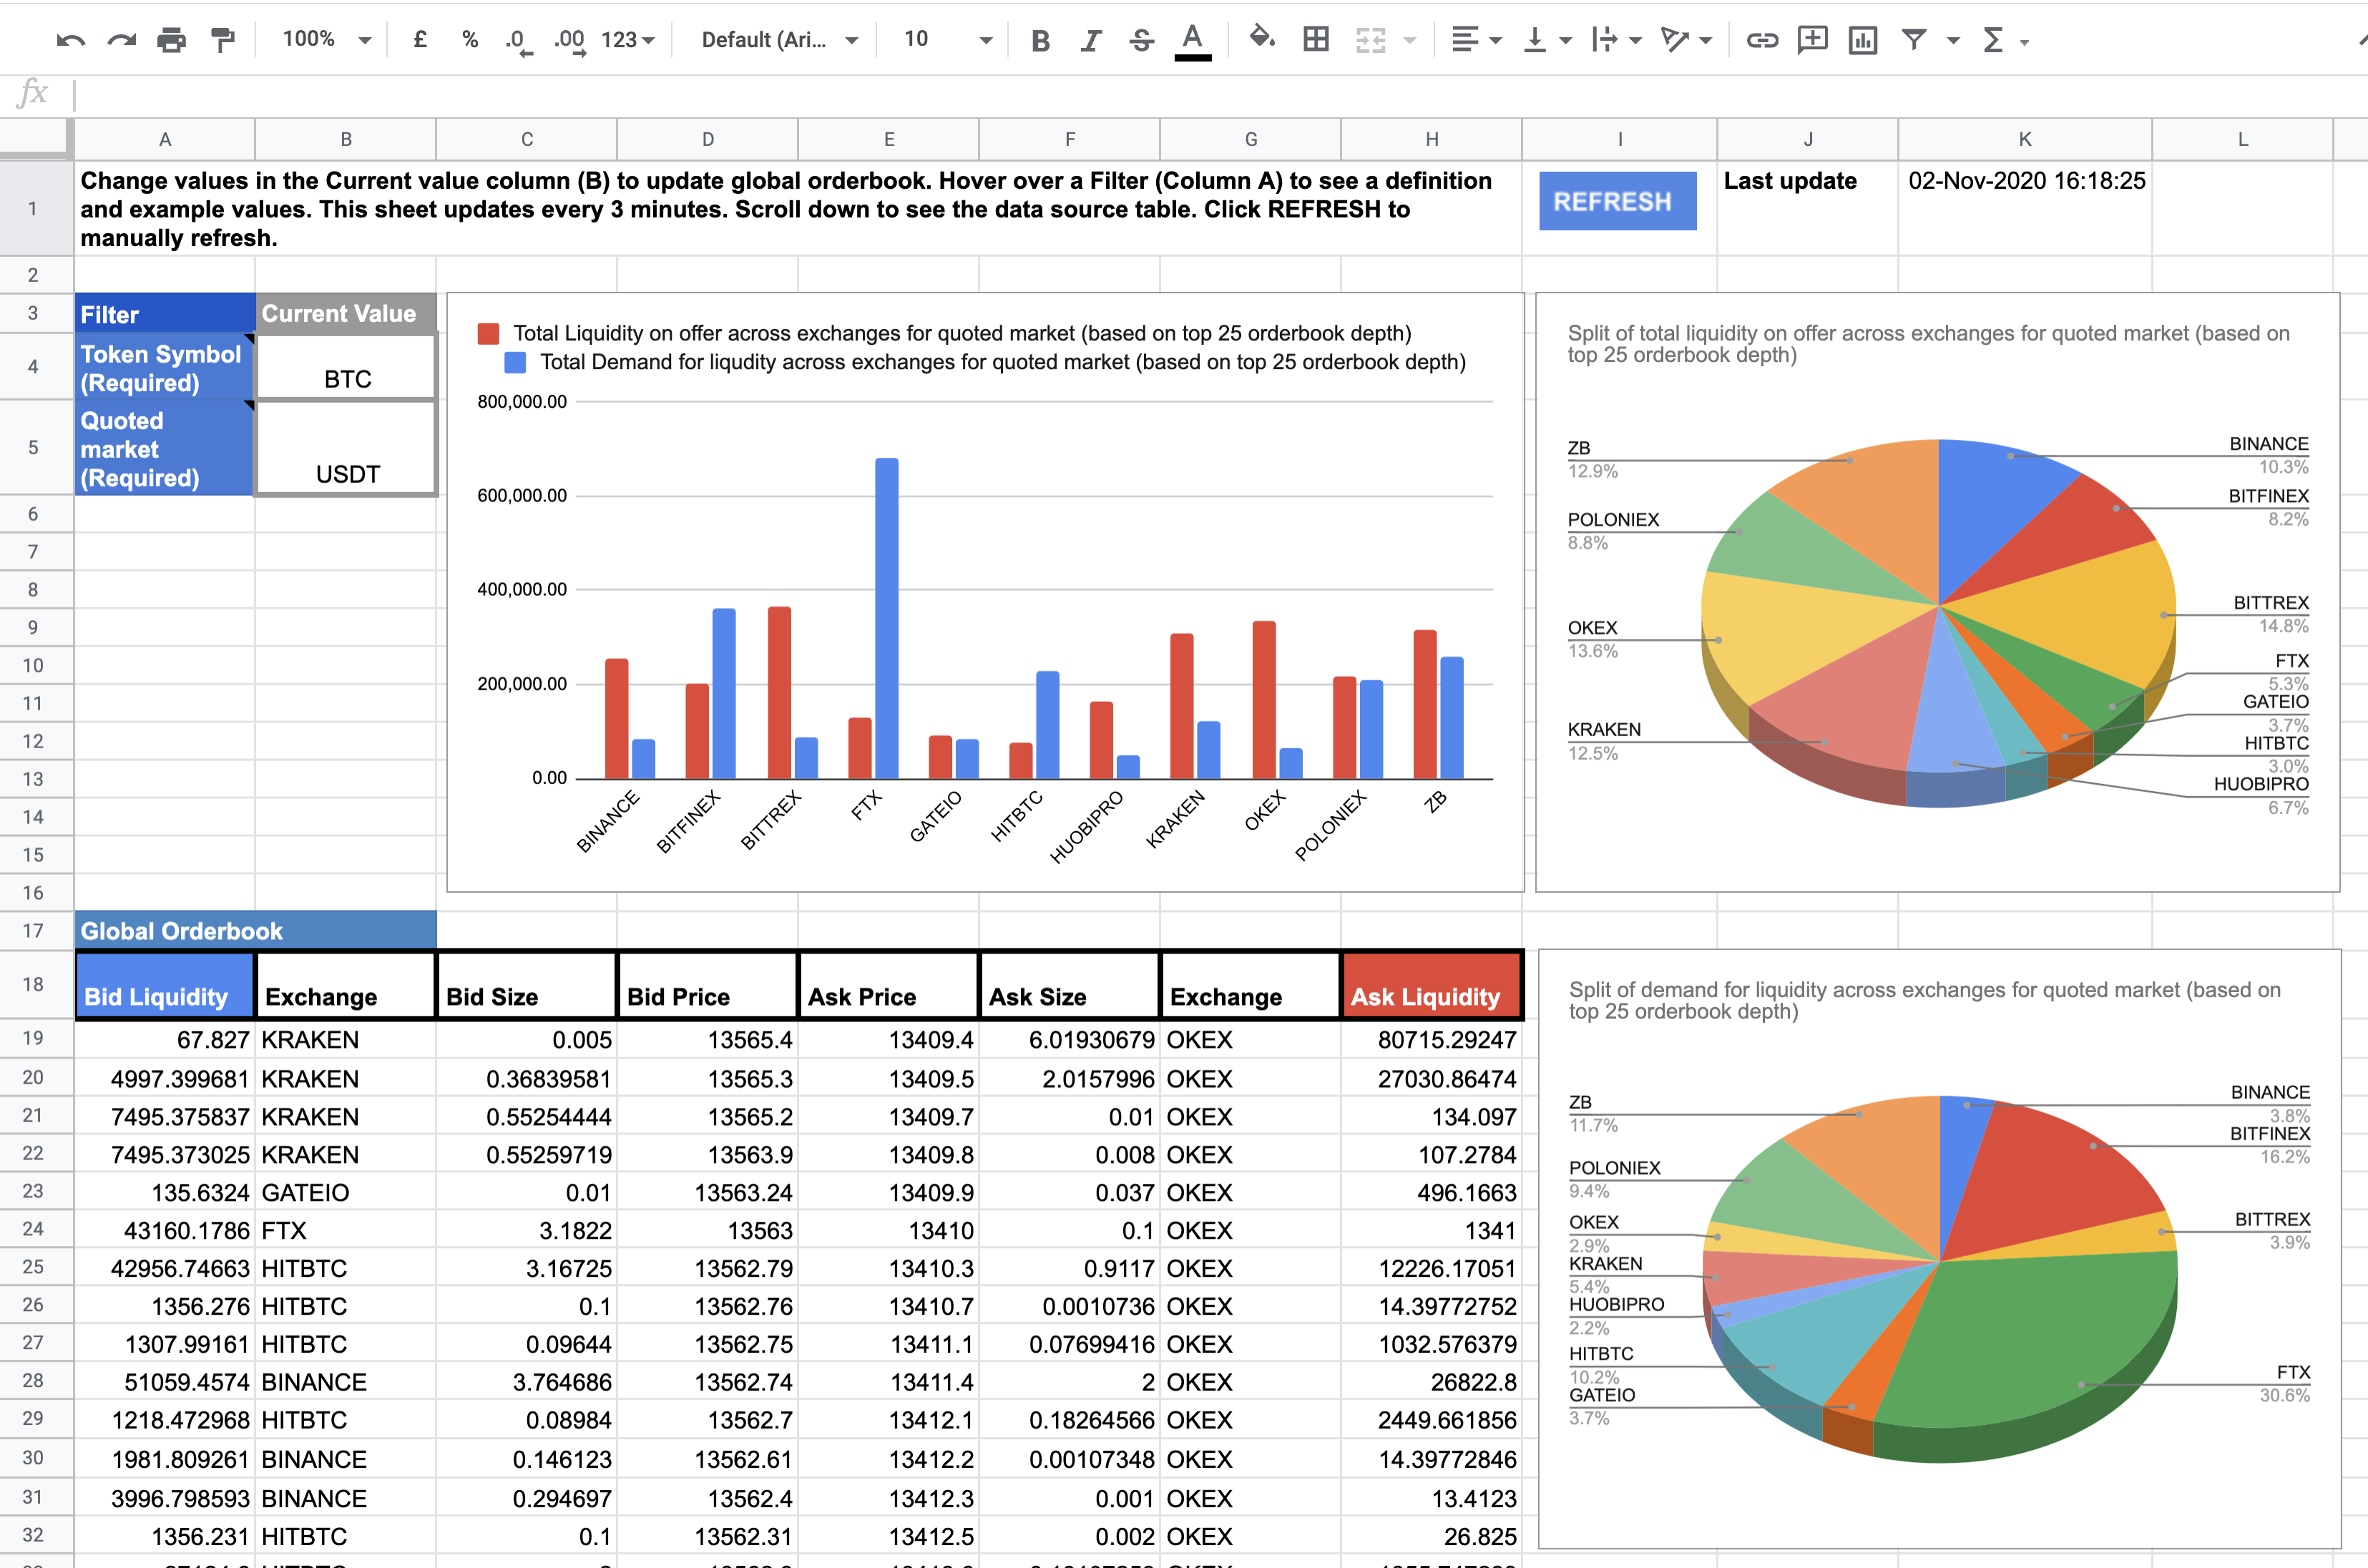 100%
£ % .0 .00 123
Default (Ari...
10
B I S A
fx
A B C D E F G H I J K L
1
Change values in the Current value column (B) to update global orderbook. Hover over a Filter (Column A) to see a definition
and example values. This sheet updates every 3 minutes. Scroll down to see the data source table. Click REFRESH to
manually refresh.
REFRESH
Last update
02-Nov-2020 16:18:25
2
3
Filter Current Value
4
Token Symbol
(Required)
BTC
5
Quoted
market
(Required)
USDT
6
7
8
9
10
11
12
13
14
15
16
Total Liquidity on offer across exchanges for quoted market (based on top 25 orderbook depth)
Total Demand for liqudity across exchanges for quoted market (based on top 25 orderbook depth)
800,000.00
600,000.00
400,000.00
200,000.00
0.00
BINANCE
BITFINEX
BITTREX
FTX
GATEIO
HITBTC
HUOBIPRO
KRAKEN
OKEX
POLONIEX
ZB
Split of total liquidity on offer across exchanges for quoted market (based on
top 25 orderbook depth)
ZB
12.9%
POLONIEX
8.8%
OKEX
13.6%
KRAKEN
12.5%
BINANCE
10.3%
BITFINEX
8.2%
BITTREX
14.8%
FTX
5.3%
GATEIO
3.7%
HITBTC
3.0%
HUOBIPRO
6.7%
17
Global Orderbook
18 Bid Liquidity Exchange Bid Size Bid Price Ask Price Ask Size Exchange Ask Liquidity
19 67.827 KRAKEN 0.005 13565.4 13409.4 6.01930679 OKEX 80715.29247
20 4997.399681 KRAKEN 0.36839581 13565.3 13409.5 2.0157996 OKEX 27030.86474
21 7495.375837 KRAKEN 0.55254444 13565.2 13409.7 0.01 OKEX 134.097
22 7495.373025 KRAKEN 0.55259719 13563.9 13409.8 0.008 OKEX 107.2784
23 135.6324 GATEIO 0.01 13563.24 13409.9 0.037 OKEX 496.1663
24 43160.1786 FTX 3.1822 13563 13410 0.1 OKEX 1341
25 42956.74663 HITBTC 3.16725 13562.79 13410.3 0.9117 OKEX 12226.17051
26 1356.276 HITBTC 0.1 13562.76 13410.7 0.0010736 OKEX 14.39772752
27 1307.99161 HITBTC 0.09644 13562.75 13411.1 0.07699416 OKEX 1032.576379
28 51059.4574 BINANCE 3.764686 13562.74 13411.4 2 OKEX 26822.8
29 1218.472968 HITBTC 0.08984 13562.7 13412.1 0.18264566 OKEX 2449.661856
30 1981.809261 BINANCE 0.146123 13562.61 13412.2 0.00107348 OKEX 14.39772846
31 3996.798593 BINANCE 0.294697 13562.4 13412.3 0.001 OKEX 13.4123
32 1356.231 HITBTC 0.1 13562.31 13412.5 0.002 OKEX 26.825
Split of demand for liquidity across exchanges for quoted market (based on
top 25 orderbook depth)
ZB
11.7%
POLONIEX
9.4%
OKEX
2.9%
KRAKEN
5.4%
HUOBIPRO
2.2%
HITBTC
10.2%
GATEIO
3.7%
BINANCE
3.8%
BITFINEX
16.2%
BITTREX
3.9%
FTX
30.6%